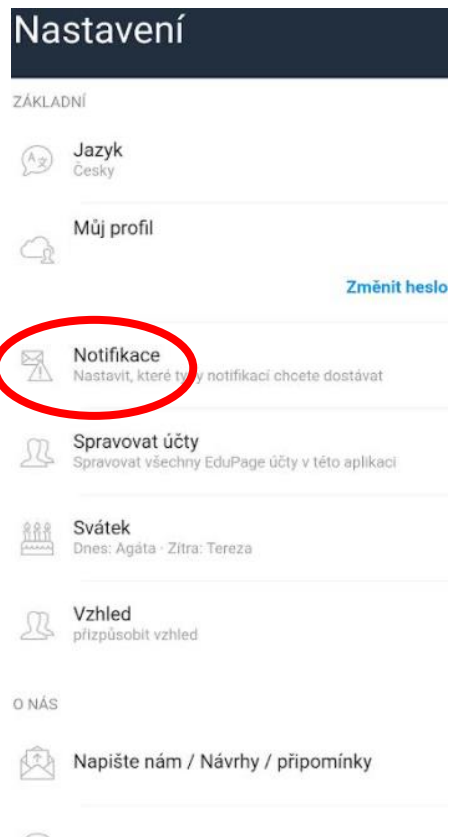 Nastavení
ZÁKLADNÍ
Jazyk
Česky
Můj profil
Změnit heslo
Notifikace
Nastavit, které typy notifikací chcete dostávat
Spravovat účty
Spravovat všechny EduPage účty v této aplikaci
Svátek
Dnes: Agáta · Zítra: Tereza
Vzhled
přizpůsobit vzhled
O NÁS
Napište nám / Návrhy / připomínky